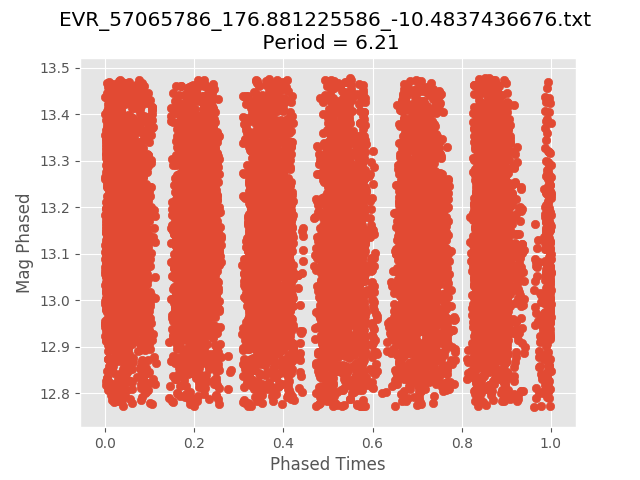 EVR_57065786_176.881225586_-10.4837436676.txt
Period = 6.21
13.5
13.4
13.3
13.2
13.1
13.0
12.9
12.8
Mag Phased
0.0 0.2 0.4 0.6 0.8 1.0
Phased Times